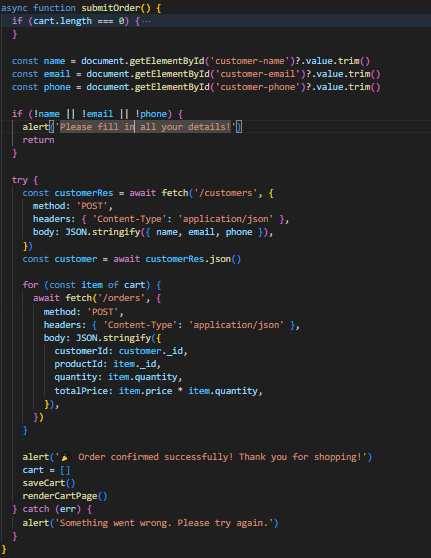 async function submitOrder() {
  if (cart.length === 0) {···
  }

  const name = document.getElementById('customer-name')?.value.trim()
  const email = document.getElementById('customer-email')?.value.trim()
  const phone = document.getElementById('customer-phone')?.value.trim()

  if (!name || !email || !phone) {
    alert('Please fill in all your details!')
    return
  }

  try {
    const customerRes = await fetch('/customers', {
      method: 'POST',
      headers: { 'Content-Type': 'application/json' },
      body: JSON.stringify({ name, email, phone }),
    })
    const customer = await customerRes.json()

    for (const item of cart) {
      await fetch('/orders', {
        method: 'POST',
        headers: { 'Content-Type': 'application/json' },
        body: JSON.stringify({
          customerId: customer._id,
          productId: item._id,
          quantity: item.quantity,
          totalPrice: item.price * item.quantity,
        }),
      })
    }

    alert('🎉 Order confirmed successfully! Thank you for shopping!')
    cart = []
    saveCart()
    renderCartPage()
  } catch (err) {
    alert('Something went wrong. Please try again.')
  }
}